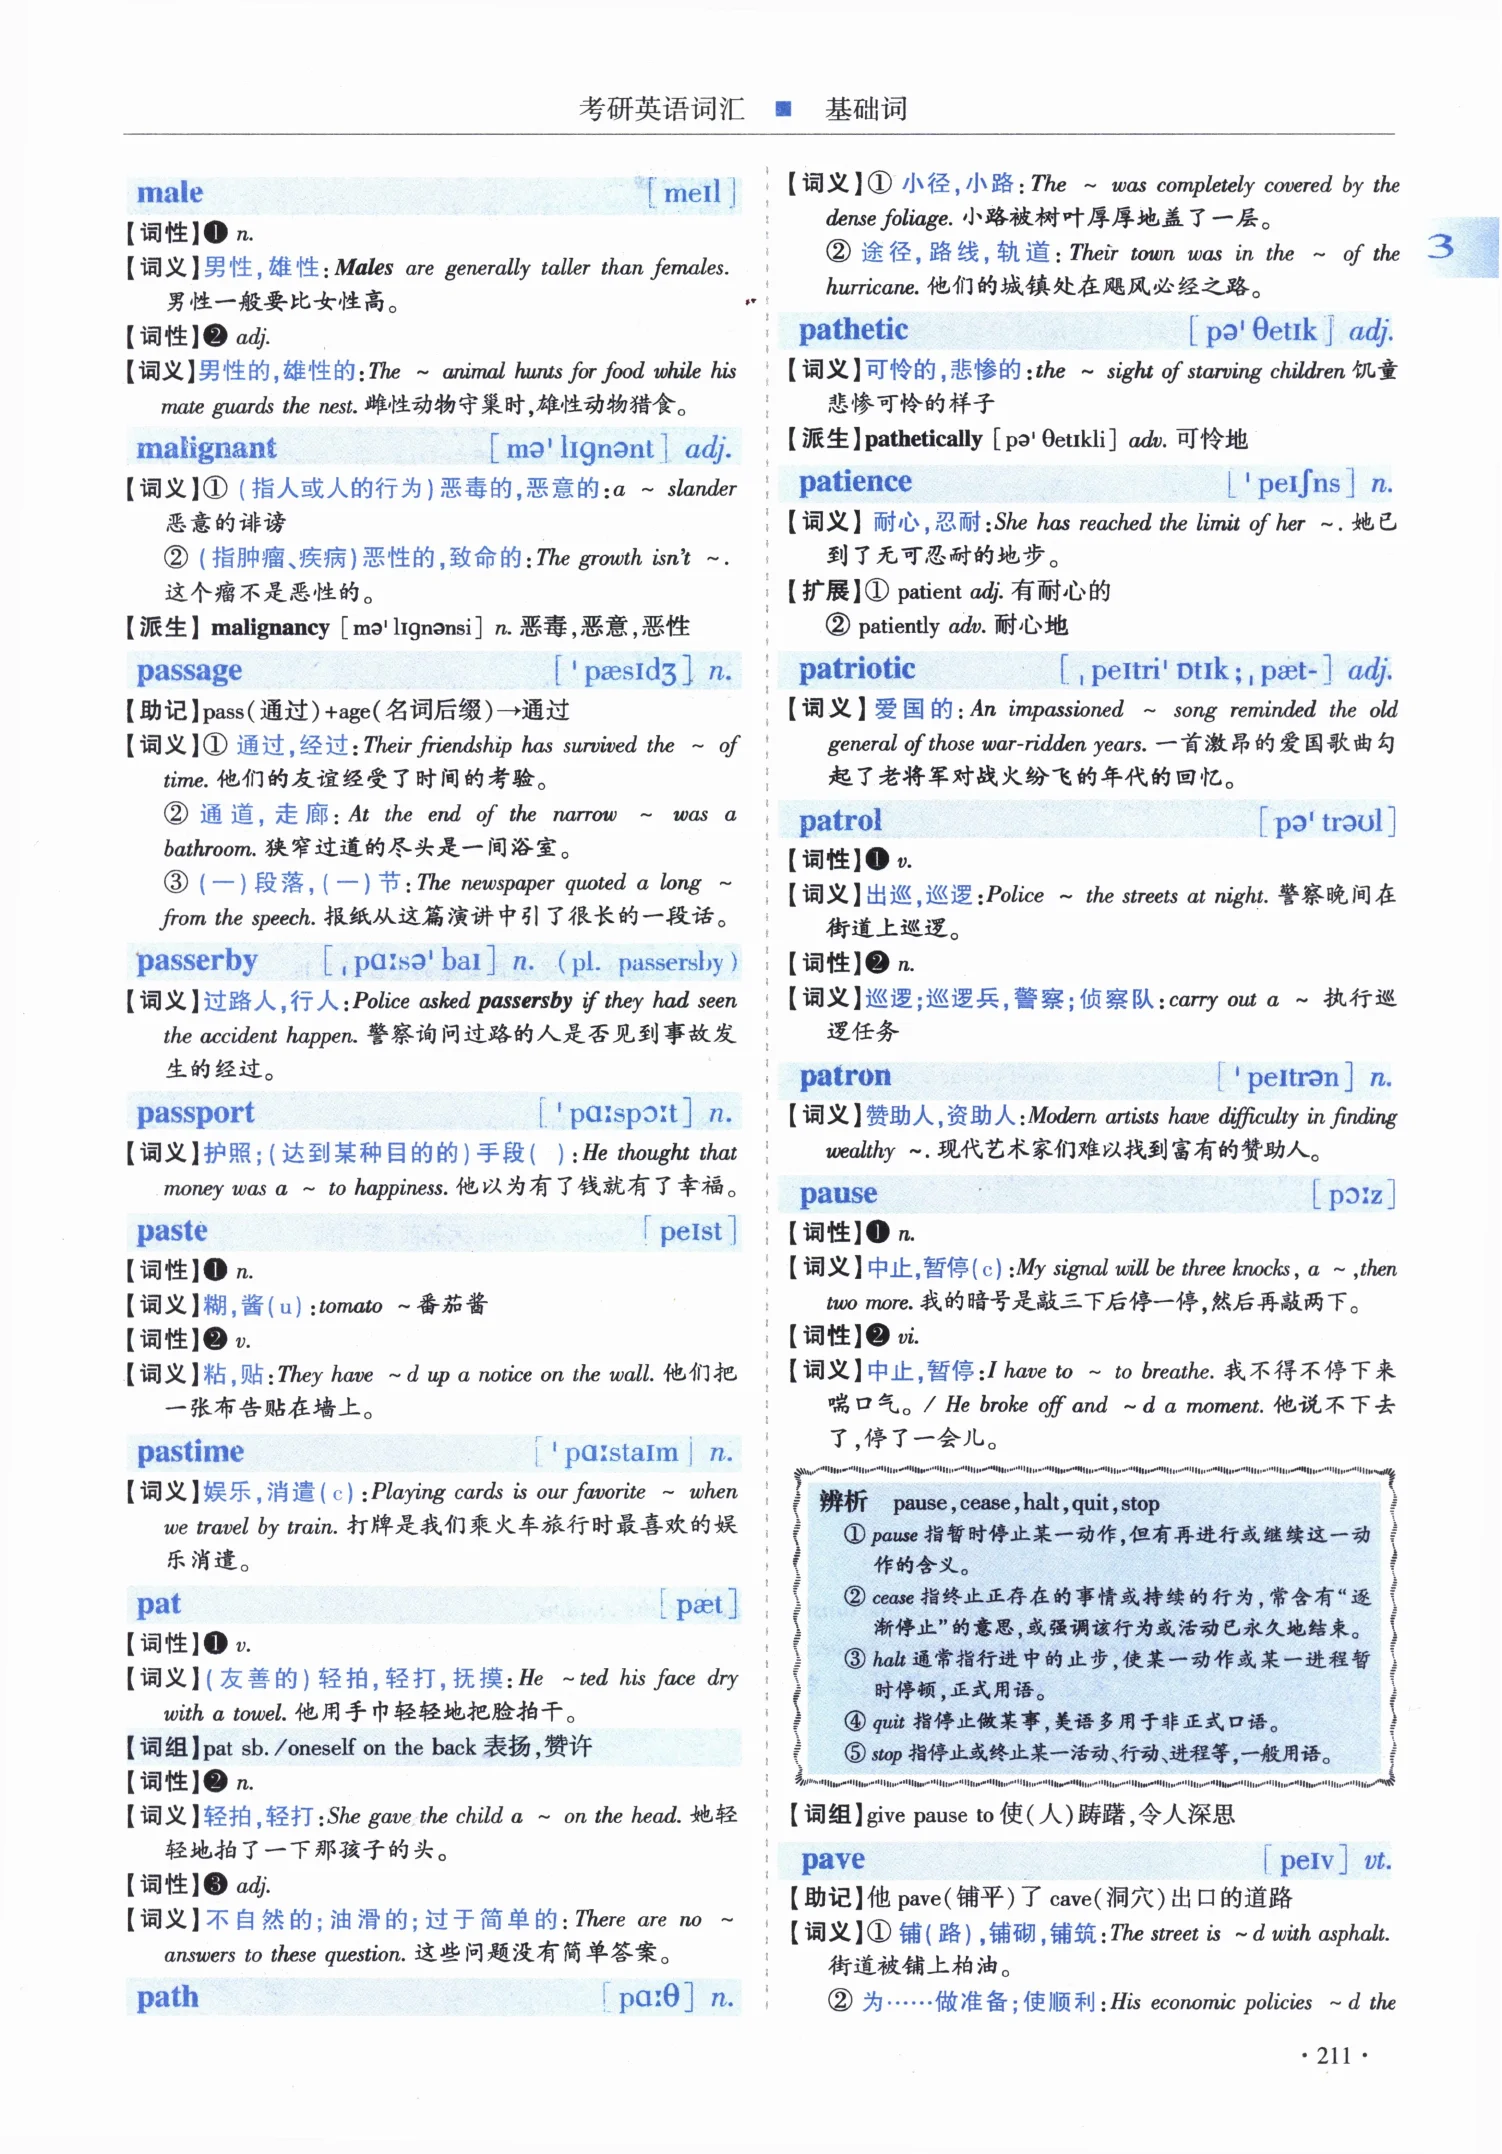 考研英语词汇 ■ 基础词
male [meɪl]
【词性】❶ n.
【词义】男性,雄性:Males are generally taller than females.
男性一般要比女性高。
【词性】❷ adj.
【词义】男性的,雄性的:The ~ animal hunts for food while his
mate guards the nest. 雌性动物守巢时,雄性动物猎食。
malignant [məˈlɪgnənt] adj.
【词义】① (指人或人的行为)恶毒的,恶意的:a ~ slander
恶意的诽谤
② (指肿瘤、疾病)恶性的,致命的:The growth isn't ~.
这个瘤不是恶性的。
【派生】 malignancy [məˈlɪgnənsi] n. 恶毒,恶意,恶性
passage [ˈpæsɪdʒ] n.
【助记】pass(通过)+age(名词后缀)→通过
【词义】① 通过,经过:Their friendship has survived the ~ of
time. 他们的友谊经受了时间的考验。
② 通道,走廊:At the end of the narrow ~ was a
bathroom. 狭窄过道的尽头是一间浴室。
③ (一)段落,(一)节:The newspaper quoted a long ~
from the speech. 报纸从这篇演讲中引了很长的一段话。
passerby [ˌpɑːsəˈbaɪ] n. (pl. passersby)
【词义】过路人,行人:Police asked passersby if they had seen
the accident happen. 警察询问过路的人是否见到事故发
生的经过。
passport [ˈpɑːspɔːt] n.
【词义】护照;(达到某种目的的)手段( ):He thought that
money was a ~ to happiness. 他以为有了钱就有了幸福。
paste [peɪst]
【词性】❶ n.
【词义】糊,酱(u):tomato ~番茄酱
【词性】❷ v.
【词义】粘,贴:They have ~d up a notice on the wall. 他们把
一张布告贴在墙上。
pastime [ˈpɑːstaɪm] n.
【词义】娱乐,消遣(c):Playing cards is our favorite ~ when
we travel by train. 打牌是我们乘火车旅行时最喜欢的娱
乐消遣。
pat [pæt]
【词性】❶ v.
【词义】(友善的)轻拍,轻打,抚摸:He ~ted his face dry
with a towel. 他用手巾轻轻地把脸拍干。
【词组】pat sb. /oneself on the back 表扬,赞许
【词性】❷ n.
【词义】轻拍,轻打:She gave the child a ~ on the head. 她轻
轻地拍了一下那孩子的头。
【词性】❸ adj.
【词义】不自然的;油滑的;过于简单的:There are no ~
answers to these question. 这些问题没有简单答案。
path [pɑːθ] n.
【词义】① 小径,小路:The ~ was completely covered by the
dense foliage. 小路被树叶厚厚地盖了一层。
② 途径,路线,轨道:Their town was in the ~ of the
hurricane. 他们的城镇处在飓风必经之路。
3
pathetic [pəˈθetɪk] adj.
【词义】可怜的,悲惨的:the ~ sight of starving children 饥童
悲惨可怜的样子
【派生】pathetically [pəˈθetɪkli] adv. 可怜地
patience [ˈpeɪʃns] n.
【词义】 耐心,忍耐:She has reached the limit of her ~. 她已
到了无可忍耐的地步。
【扩展】① patient adj. 有耐心的
② patiently adv. 耐心地
patriotic [ˌpeɪtriˈɒtɪk;ˌpæt-] adj.
【词义】爱国的:An impassioned ~ song reminded the old
general of those war-ridden years. 一首激昂的爱国歌曲勾
起了老将军对战火纷飞的年代的回忆。
patrol [pəˈtrəʊl]
【词性】❶ v.
【词义】出巡,巡逻:Police ~ the streets at night. 警察晚间在
街道上巡逻。
【词性】❷ n.
【词义】巡逻;巡逻兵,警察;侦察队:carry out a ~ 执行巡
逻任务
patron [ˈpeɪtrən] n.
【词义】赞助人,资助人:Modern artists have difficulty in finding
wealthy ~. 现代艺术家们难以找到富有的赞助人。
pause [pɔːz]
【词性】❶ n.
【词义】中止,暂停(c):My signal will be three knocks, a ~,then
two more. 我的暗号是敲三下后停一停,然后再敲两下。
【词性】❷ vi.
【词义】中止,暂停:I have to ~ to breathe. 我不得不停下来
喘口气。/ He broke off and ~d a moment. 他说不下去
了,停了一会儿。
辨析 pause,cease,halt,quit,stop
① pause 指暂时停止某一动作,但有再进行或继续这一动
作的含义。
② cease 指终止正存在的事情或持续的行为,常含有“逐
渐停止”的意思,或强调该行为或活动已永久地结束。
③ halt 通常指行进中的止步,使某一动作或某一进程暂
时停顿,正式用语。
④ quit 指停止做某事,美语多用于非正式口语。
⑤ stop 指停止或终止某一活动、行动、进程等,一般用语。
【词组】give pause to 使(人)踌躇,令人深思
pave [peɪv] vt.
【助记】他 pave(铺平)了 cave(洞穴)出口的道路
【词义】① 铺(路),铺砌,铺筑:The street is ~d with asphalt.
街道被铺上柏油。
② 为……做准备;使顺利:His economic policies ~d the
·211·